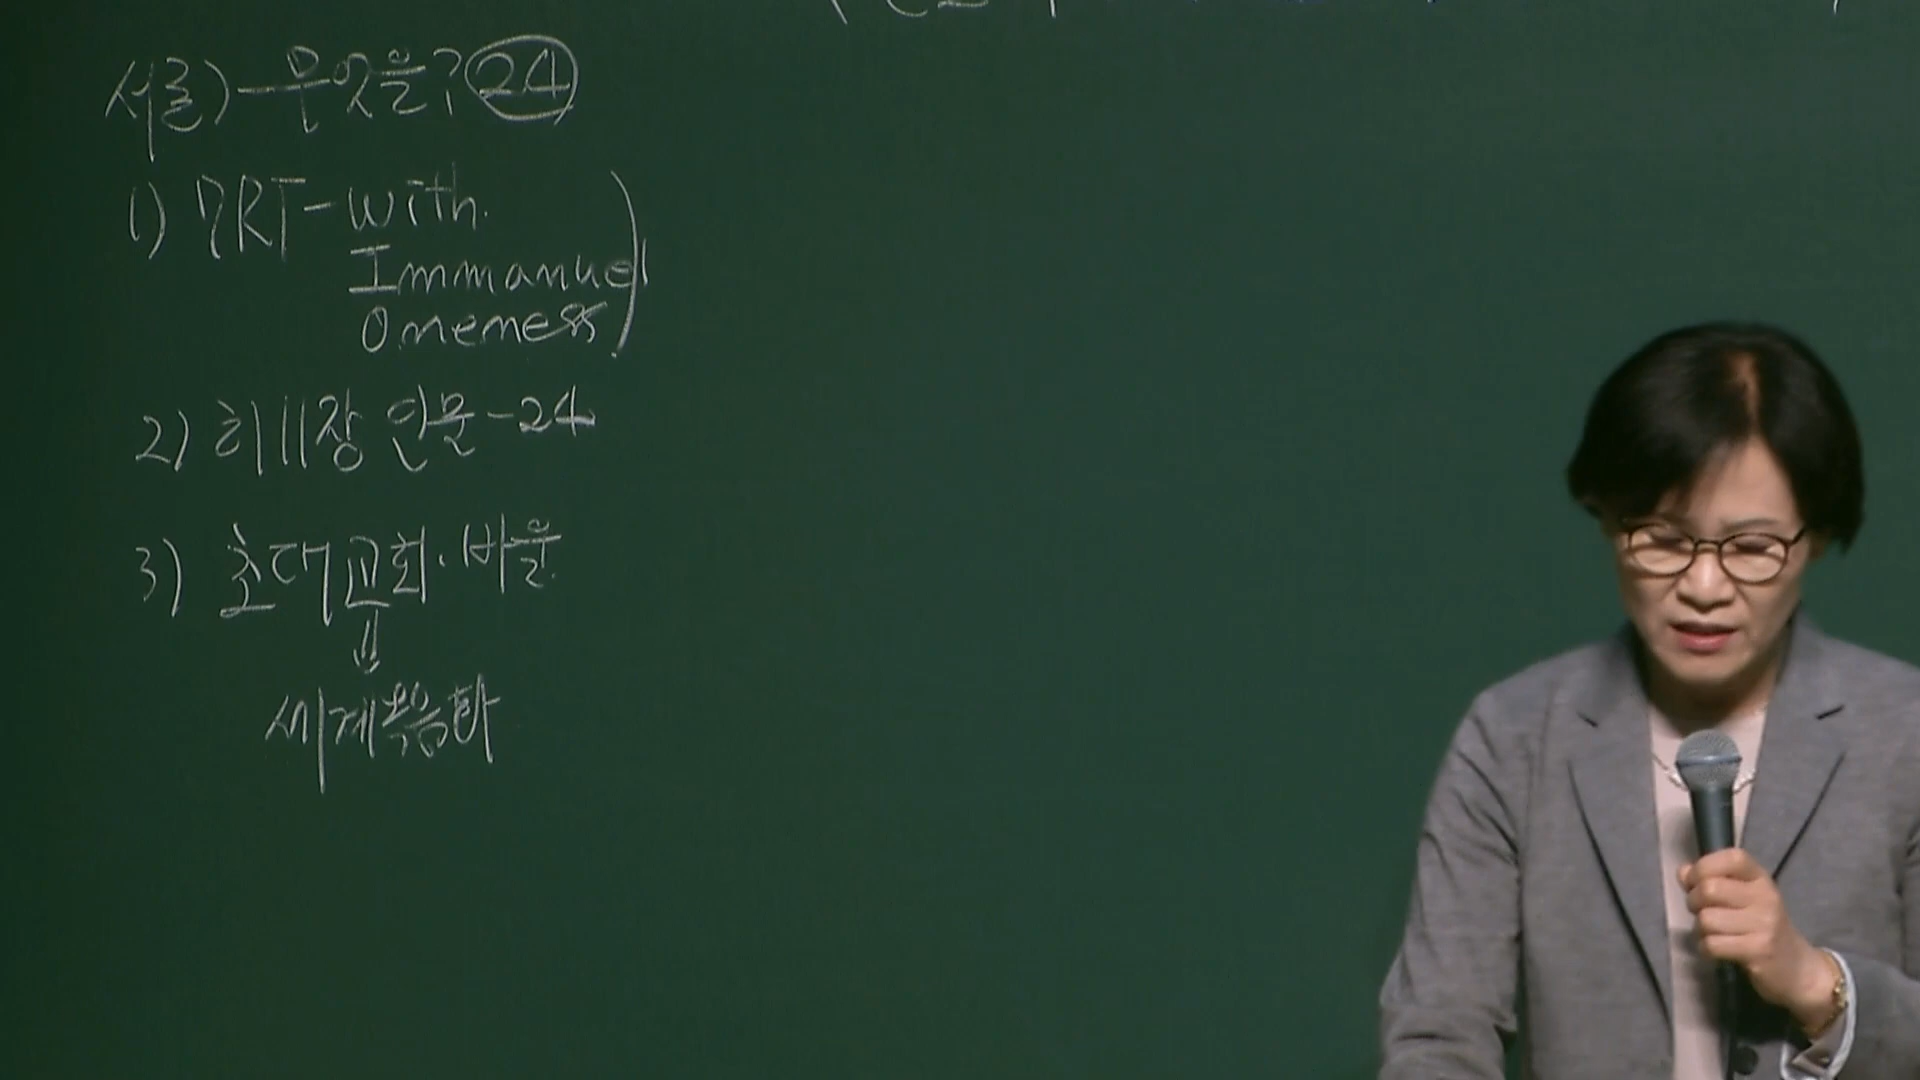 서론)-무엇을? 24
1) 7RT-with.
Immanuel
Oneness
2) 히11장 인물-24
3) 초대교회·바울
⇓
세계복음화